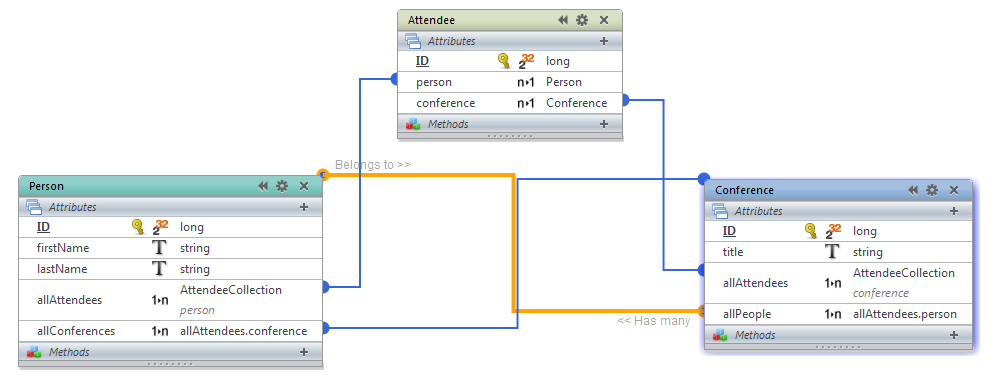 Attendee
Attributes
ID 2 32 long
person n▸1 Person
conference n▸1 Conference
Methods
Belongs to >>
Person
Attributes
ID 2 32 long
firstName T string
lastName T string
allAttendees 1▸n AttendeeCollection
person
allConferences 1▸n allAttendees.conference
Methods
Conference
Attributes
ID 2 32 long
title T string
allAttendees 1▸n AttendeeCollection
conference
allPeople 1▸n allAttendees.person
<< Has many
Methods